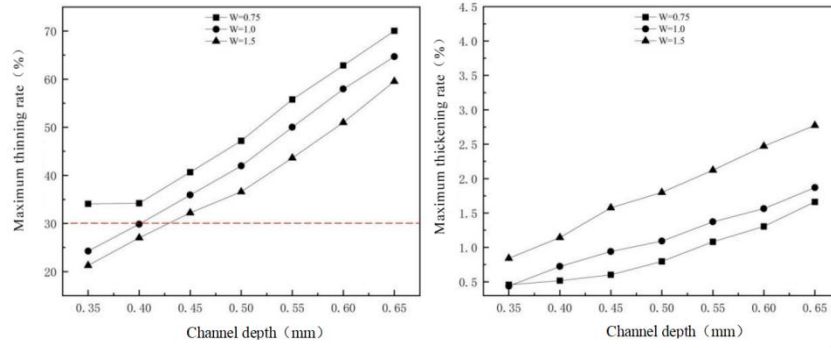 W=0.75
W=1.0
W=1.5
70
60
50
40
30
20
0.35 0.40 0.45 0.50 0.55 0.60 0.65
Maximum thinning rate（%）
Channel depth（mm）
W=0.75
W=1.0
W=1.5
4.5
4.0
3.5
3.0
2.5
2.0
1.5
1.0
0.5
0.35 0.40 0.45 0.50 0.55 0.60 0.65
Maximum thickening rate（%）
Channel depth（mm）